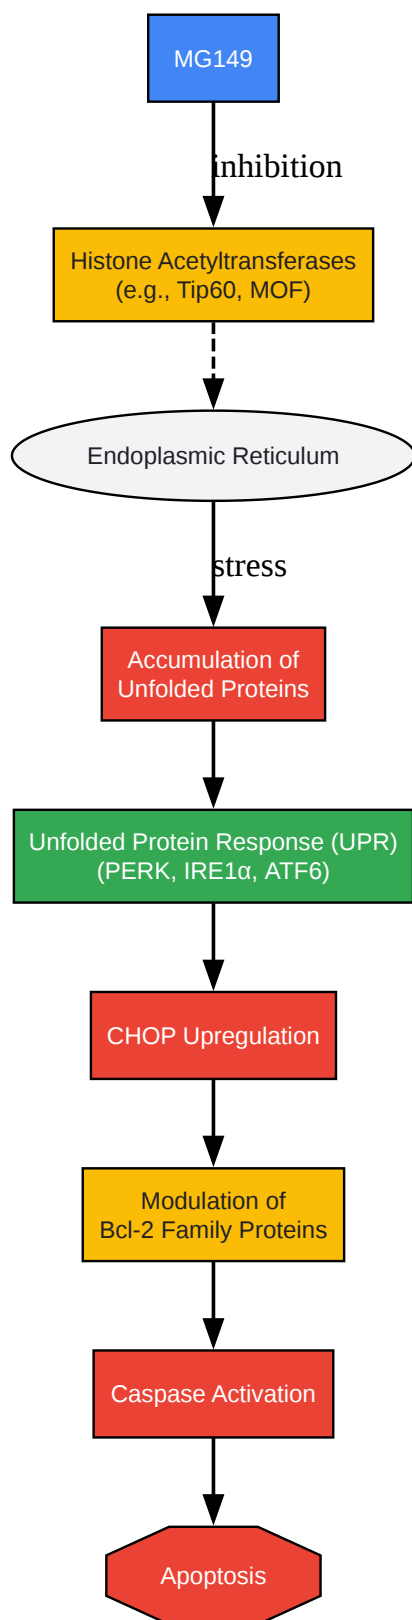 MG149
inhibition
Histone Acetyltransferases
(e.g., Tip60, MOF)
Endoplasmic Reticulum
stress
Accumulation of
Unfolded Proteins
Unfolded Protein Response (UPR)
(PERK, IRE1α, ATF6)
CHOP Upregulation
Modulation of
Bcl-2 Family Proteins
Caspase Activation
Apoptosis